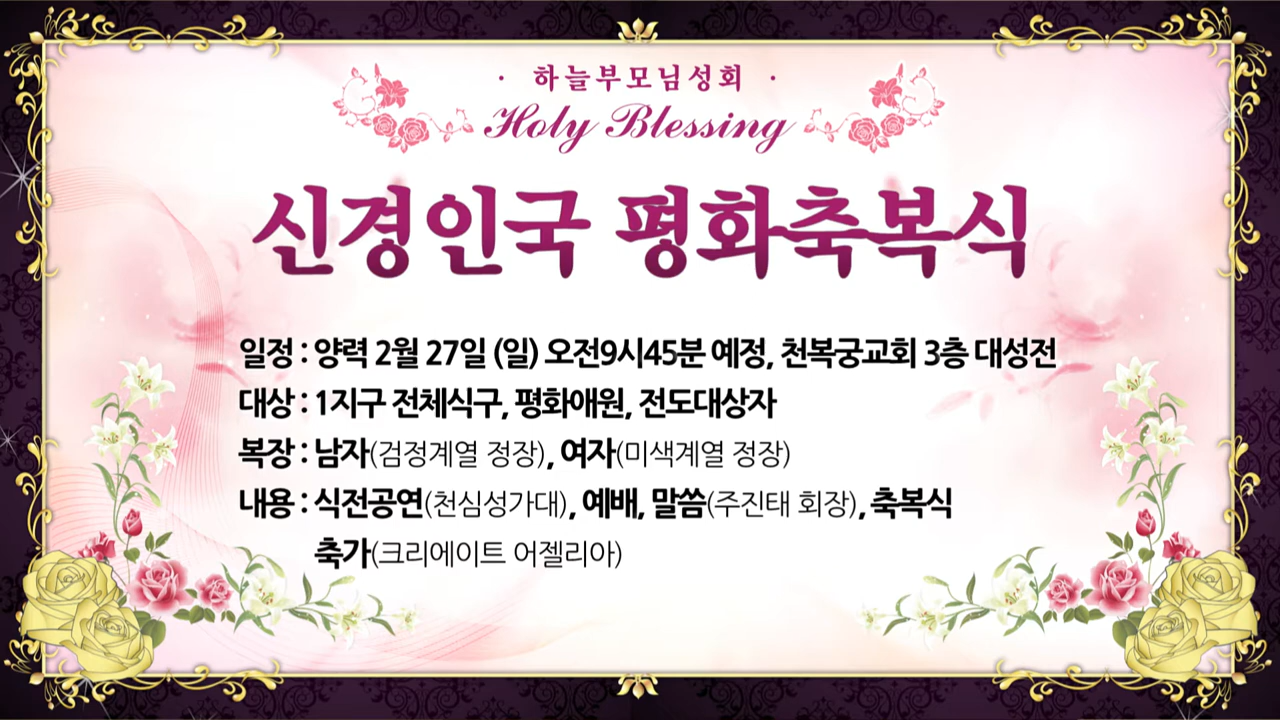 · 하늘부모님성회 ·
Holy Blessing
신경인국 평화축복식
일정 : 양력 2월 27일 (일) 오전9시45분 예정, 천복궁교회 3층 대성전
대상 : 1지구 전체식구, 평화애원, 전도대상자
복장 : 남자(검정계열 정장), 여자(미색계열 정장)
내용 : 식전공연(천심성가대), 예배, 말씀(주진태 회장), 축복식
축가(크리에이트 어젤리아)